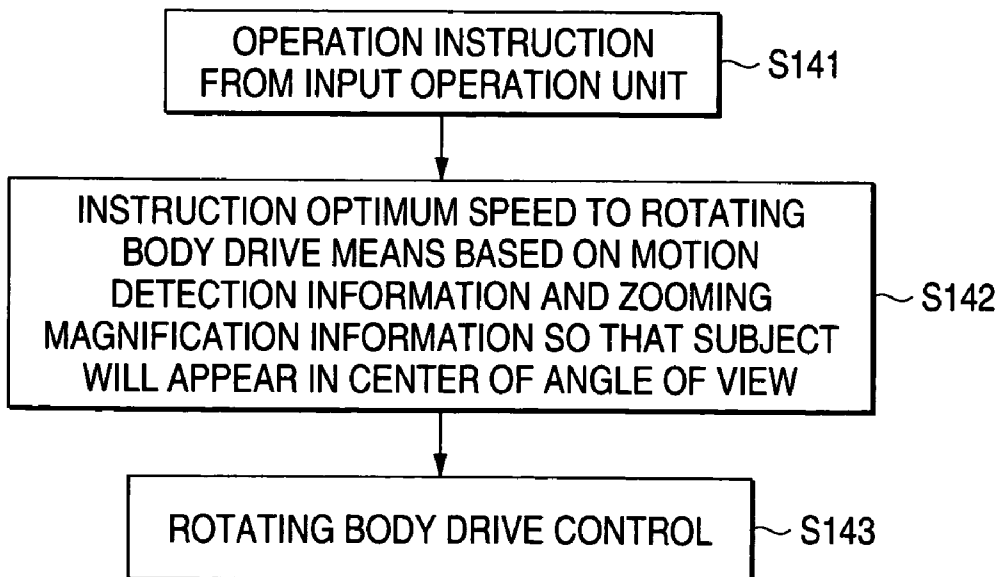 OPERATION INSTRUCTION
FROM INPUT OPERATION UNIT
S141
INSTRUCTION OPTIMUM SPEED TO ROTATING
BODY DRIVE MEANS BASED ON MOTION
DETECTION INFORMATION AND ZOOMING
MAGNIFICATION INFORMATION SO THAT SUBJECT
WILL APPEAR IN CENTER OF ANGLE OF VIEW
S142
ROTATING BODY DRIVE CONTROL
S143